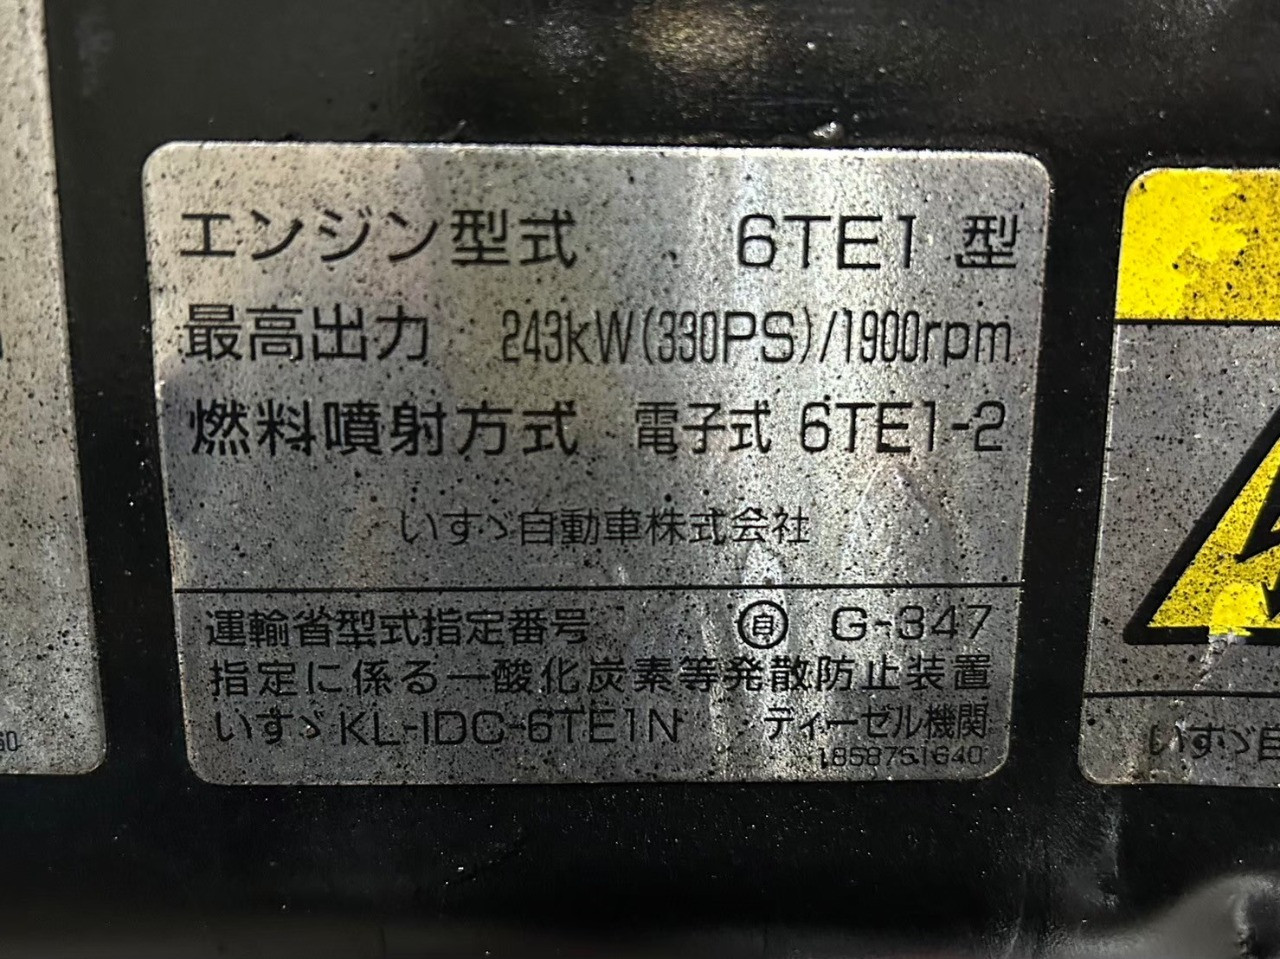 エンジン型式 6TE1 型
最高出力 243kW(330PS)/1900rpm
燃料噴射方式 電子式 6TE1-2
いすゞ自動車株式会社
運輸省型式指定番号 自 G-347
指定に係る一酸化炭素等発散防止装置
いすゞKL-IDC-6TE1N ディーゼル機関
1858751640
いすゞ自
60